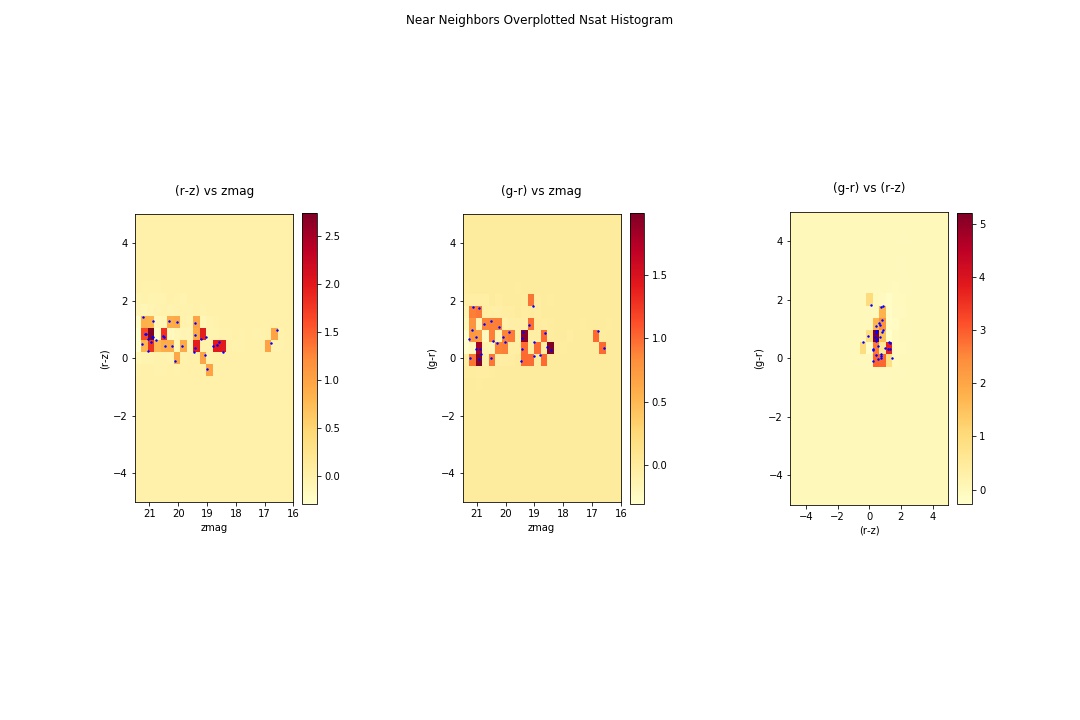 Near Neighbors Overplotted Nsat Histogram
(r-z) vs zmag
(r-z)
4
2
0
−2
−4
21 20 19 18 17 16
zmag
2.5
2.0
1.5
1.0
0.5
0.0
(g-r) vs zmag
(g-r)
4
2
0
−2
−4
21 20 19 18 17 16
zmag
1.5
1.0
0.5
0.0
(g-r) vs (r-z)
(g-r)
4
2
0
−2
−4
−4 −2 0 2 4
(r-z)
5
4
3
2
1
0